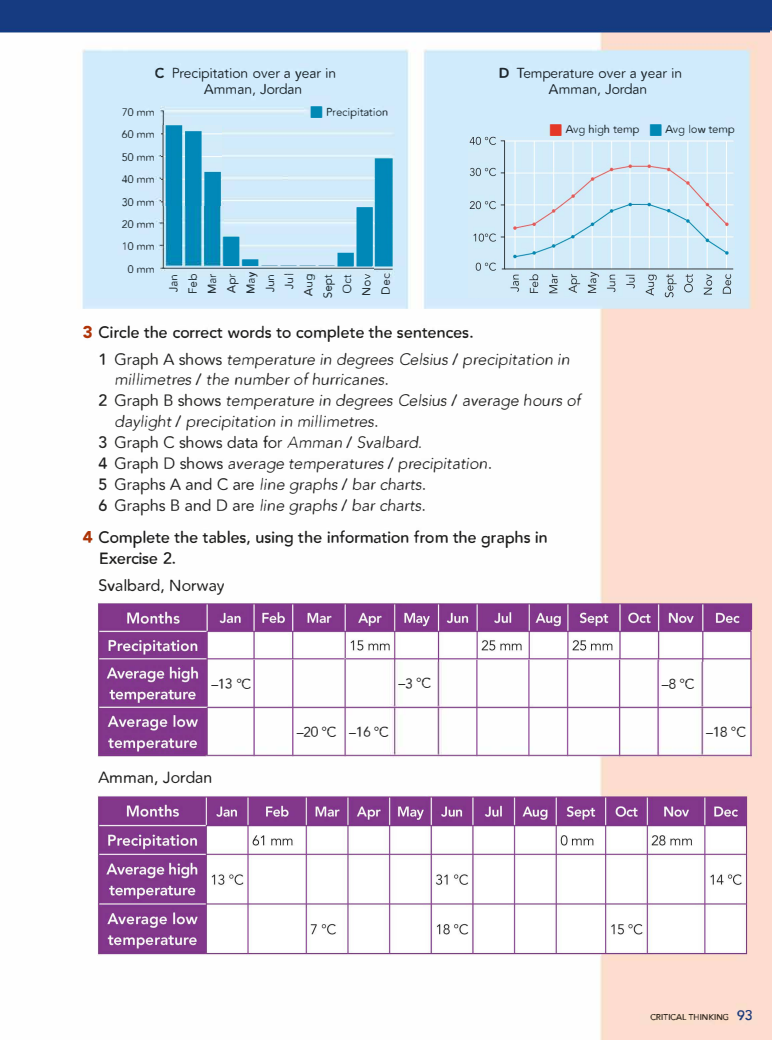 C Precipitation over a year in
Amman, Jordan
Precipitation
70 mm
60 mm
50 mm
40 mm
30 mm
20 mm
10 mm
0 mm
Jan Feb Mar Apr May Jun Jul Aug Sept Oct Nov Dec
D Temperature over a year in
Amman, Jordan
Avg high temp Avg low temp
40 °C
30 °C
20 °C
10°C
0 °C
Jan Feb Mar Apr May Jun Jul Aug Sept Oct Nov Dec
3 Circle the correct words to complete the sentences.
1 Graph A shows temperature in degrees Celsius / precipitation in
millimetres / the number of hurricanes.
2 Graph B shows temperature in degrees Celsius / average hours of
daylight / precipitation in millimetres.
3 Graph C shows data for Amman / Svalbard.
4 Graph D shows average temperatures / precipitation.
5 Graphs A and C are line graphs / bar charts.
6 Graphs B and D are line graphs / bar charts.
4 Complete the tables, using the information from the graphs in
Exercise 2.
Svalbard, Norway
Months Jan Feb Mar Apr May Jun Jul Aug Sept Oct Nov Dec
Precipitation 15 mm 25 mm 25 mm
Average high
temperature –13 °C –3 °C –8 °C
Average low
temperature –20 °C –16 °C –18 °C
Amman, Jordan
Months Jan Feb Mar Apr May Jun Jul Aug Sept Oct Nov Dec
Precipitation 61 mm 0 mm 28 mm
Average high
temperature 13 °C 31 °C 14 °C
Average low
temperature 7 °C 18 °C 15 °C
CRITICAL THINKING 93